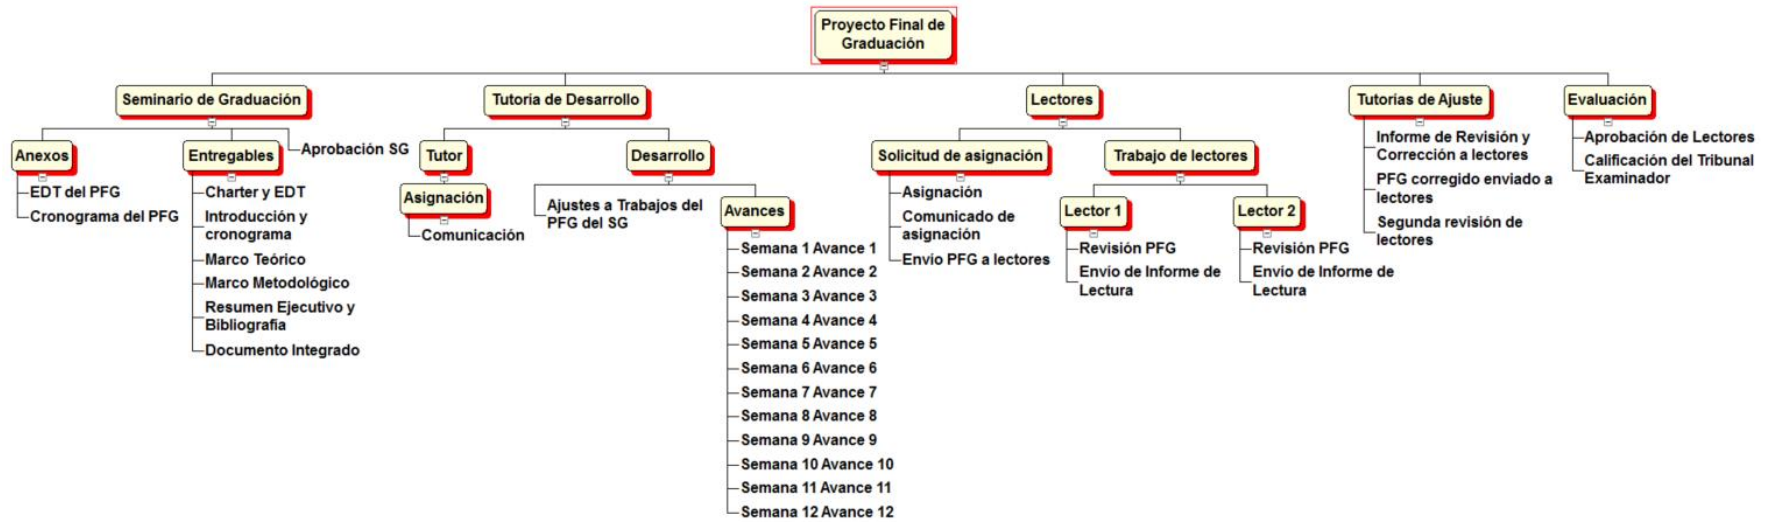 Proyecto Final de
Graduación
Seminario de Graduación
Tutoría de Desarrollo
Lectores
Tutorías de Ajuste
Evaluación
Anexos
EDT del PFG
Cronograma del PFG
Entregables
Charter y EDT
Introducción y
cronograma
Marco Teórico
Marco Metodológico
Resumen Ejecutivo y
Bibliografía
Documento Integrado
Aprobación SG
Tutor
Asignación
Comunicación
Desarrollo
Ajustes a Trabajos del
PFG del SG
Avances
Semana 1 Avance 1
Semana 2 Avance 2
Semana 3 Avance 3
Semana 4 Avance 4
Semana 5 Avance 5
Semana 6 Avance 6
Semana 7 Avance 7
Semana 8 Avance 8
Semana 9 Avance 9
Semana 10 Avance 10
Semana 11 Avance 11
Semana 12 Avance 12
Solicitud de asignación
Asignación
Comunicado de
asignación
Envío PFG a lectores
Trabajo de lectores
Lector 1
Revisión PFG
Envío de Informe de
Lectura
Lector 2
Revisión PFG
Envío de Informe de
Lectura
Informe de Revisión y
Corrección a lectores
PFG corregido enviado a
lectores
Segunda revisión de
lectores
Aprobación de Lectores
Calificación del Tribunal
Examinador